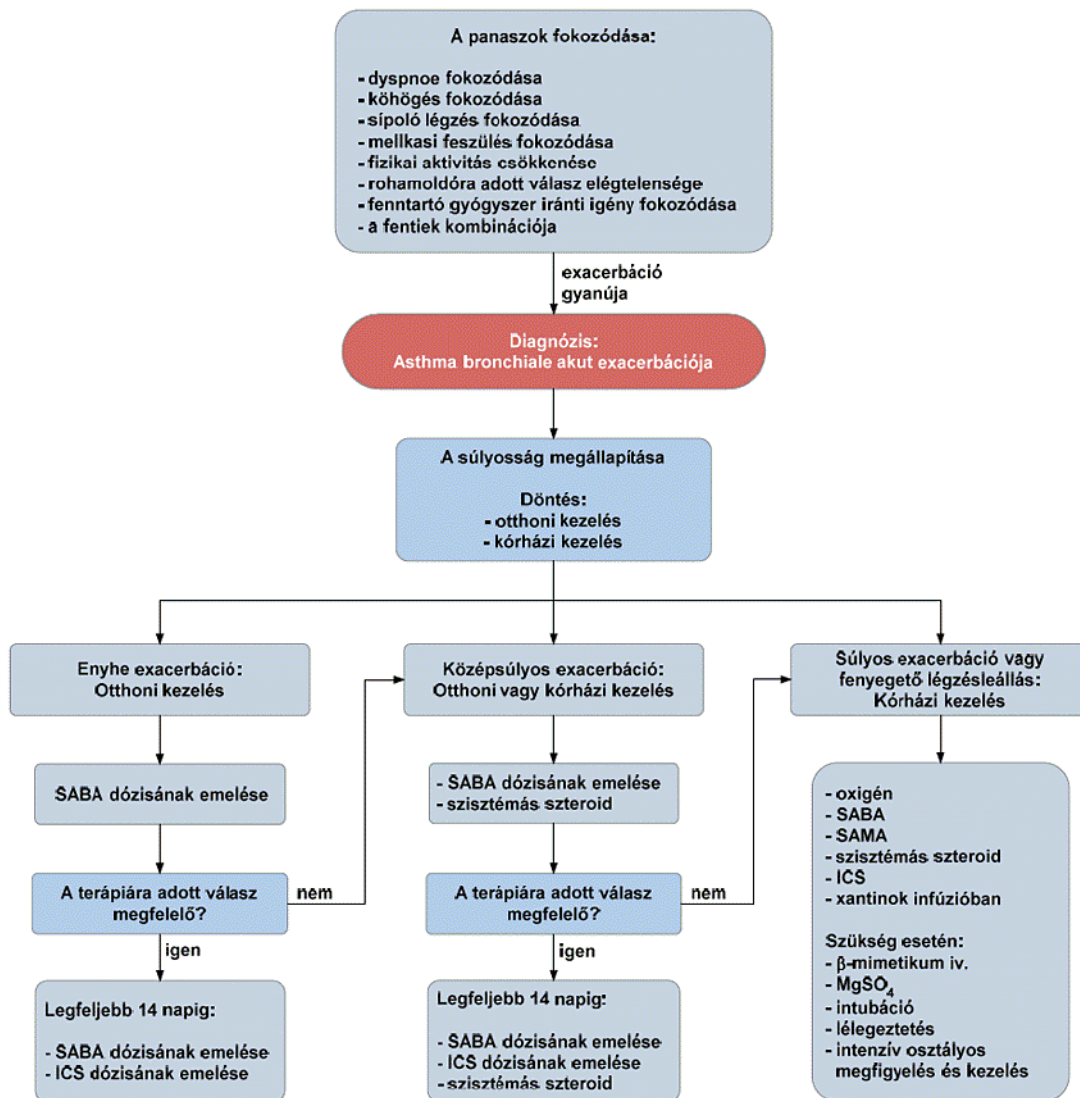 A panaszok fokozódása:
- dyspnoe fokozódása
- köhögés fokozódása
- sípoló légzés fokozódása
- mellkasi feszülés fokozódása
- fizikai aktivitás csökkenése
- rohamoldóra adott válasz elégtelensége
- fenntartó gyógyszer iránti igény fokozódása
- a fentiek kombinációja
exacerbáció
gyanúja
Diagnózis:
Asthma bronchiale akut exacerbációja
A súlyosság megállapítása
Döntés:
- otthoni kezelés
- kórházi kezelés
Enyhe exacerbáció:
Otthoni kezelés
SABA dózisának emelése
A terápiára adott válasz
megfelelő?
nem
igen
Legfeljebb 14 napig:
- SABA dózisának emelése
- ICS dózisának emelése
Középsúlyos exacerbáció:
Otthoni vagy kórházi kezelés
- SABA dózisának emelése
- szisztémás szteroid
A terápiára adott válasz
megfelelő?
nem
igen
Legfeljebb 14 napig:
- SABA dózisának emelése
- ICS dózisának emelése
- szisztémás szteroid
Súlyos exacerbáció vagy
fenyegető légzésleállás:
Kórházi kezelés
- oxigén
- SABA
- SAMA
- szisztémás szteroid
- ICS
- xantinok infúzióban
Szükség esetén:
- β-mimetikum iv.
- MgSO₄
- intubáció
- lélegeztetés
- intenzív osztályos
megfigyelés és kezelés